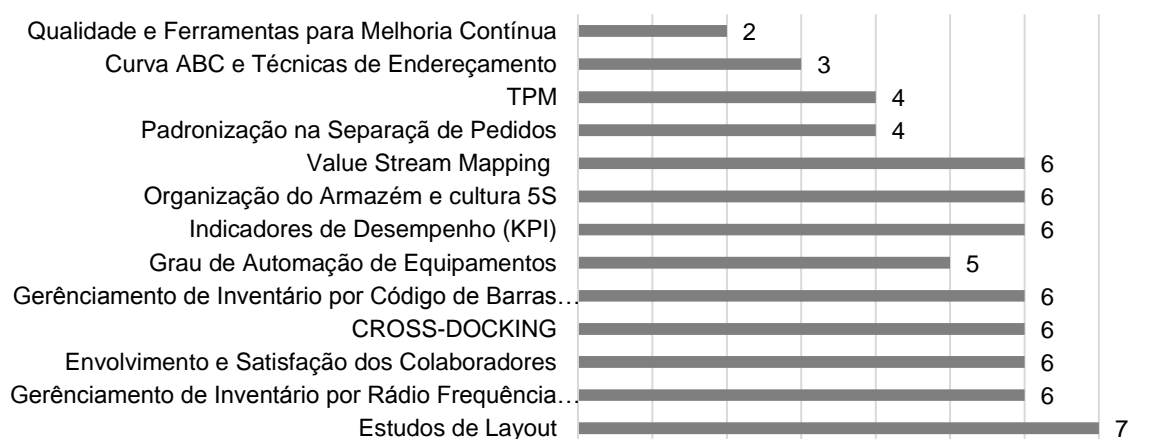 Qualidade e Ferramentas para Melhoria Contínua 2
Curva ABC e Técnicas de Endereçamento 3
TPM 4
Padronização na Separaçã de Pedidos 4
Value Stream Mapping 6
Organização do Armazém e cultura 5S 6
Indicadores de Desempenho (KPI) 6
Grau de Automação de Equipamentos 5
Gerênciamento de Inventário por Código de Barras… 6
CROSS-DOCKING 6
Envolvimento e Satisfação dos Colaboradores 6
Gerênciamento de Inventário por Rádio Frequência… 6
Estudos de Layout 7